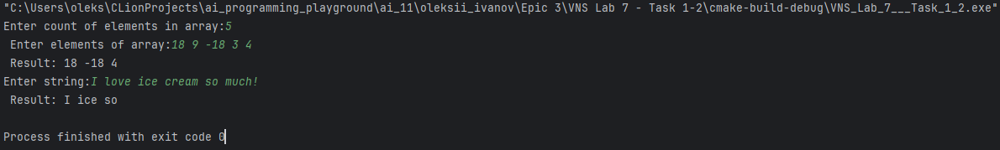 "C:\Users\oleks\CLionProjects\ai_programming_playground\ai_11\oleksii_ivanov\Epic 3\VNS Lab 7 - Task 1-2\cmake-build-debug\VNS_Lab_7___Task_1_2.exe"
Enter count of elements in array:5
 Enter elements of array:18 9 -18 3 4
 Result: 18 -18 4
Enter string:I love ice cream so much!
 Result: I ice so
Process finished with exit code 0